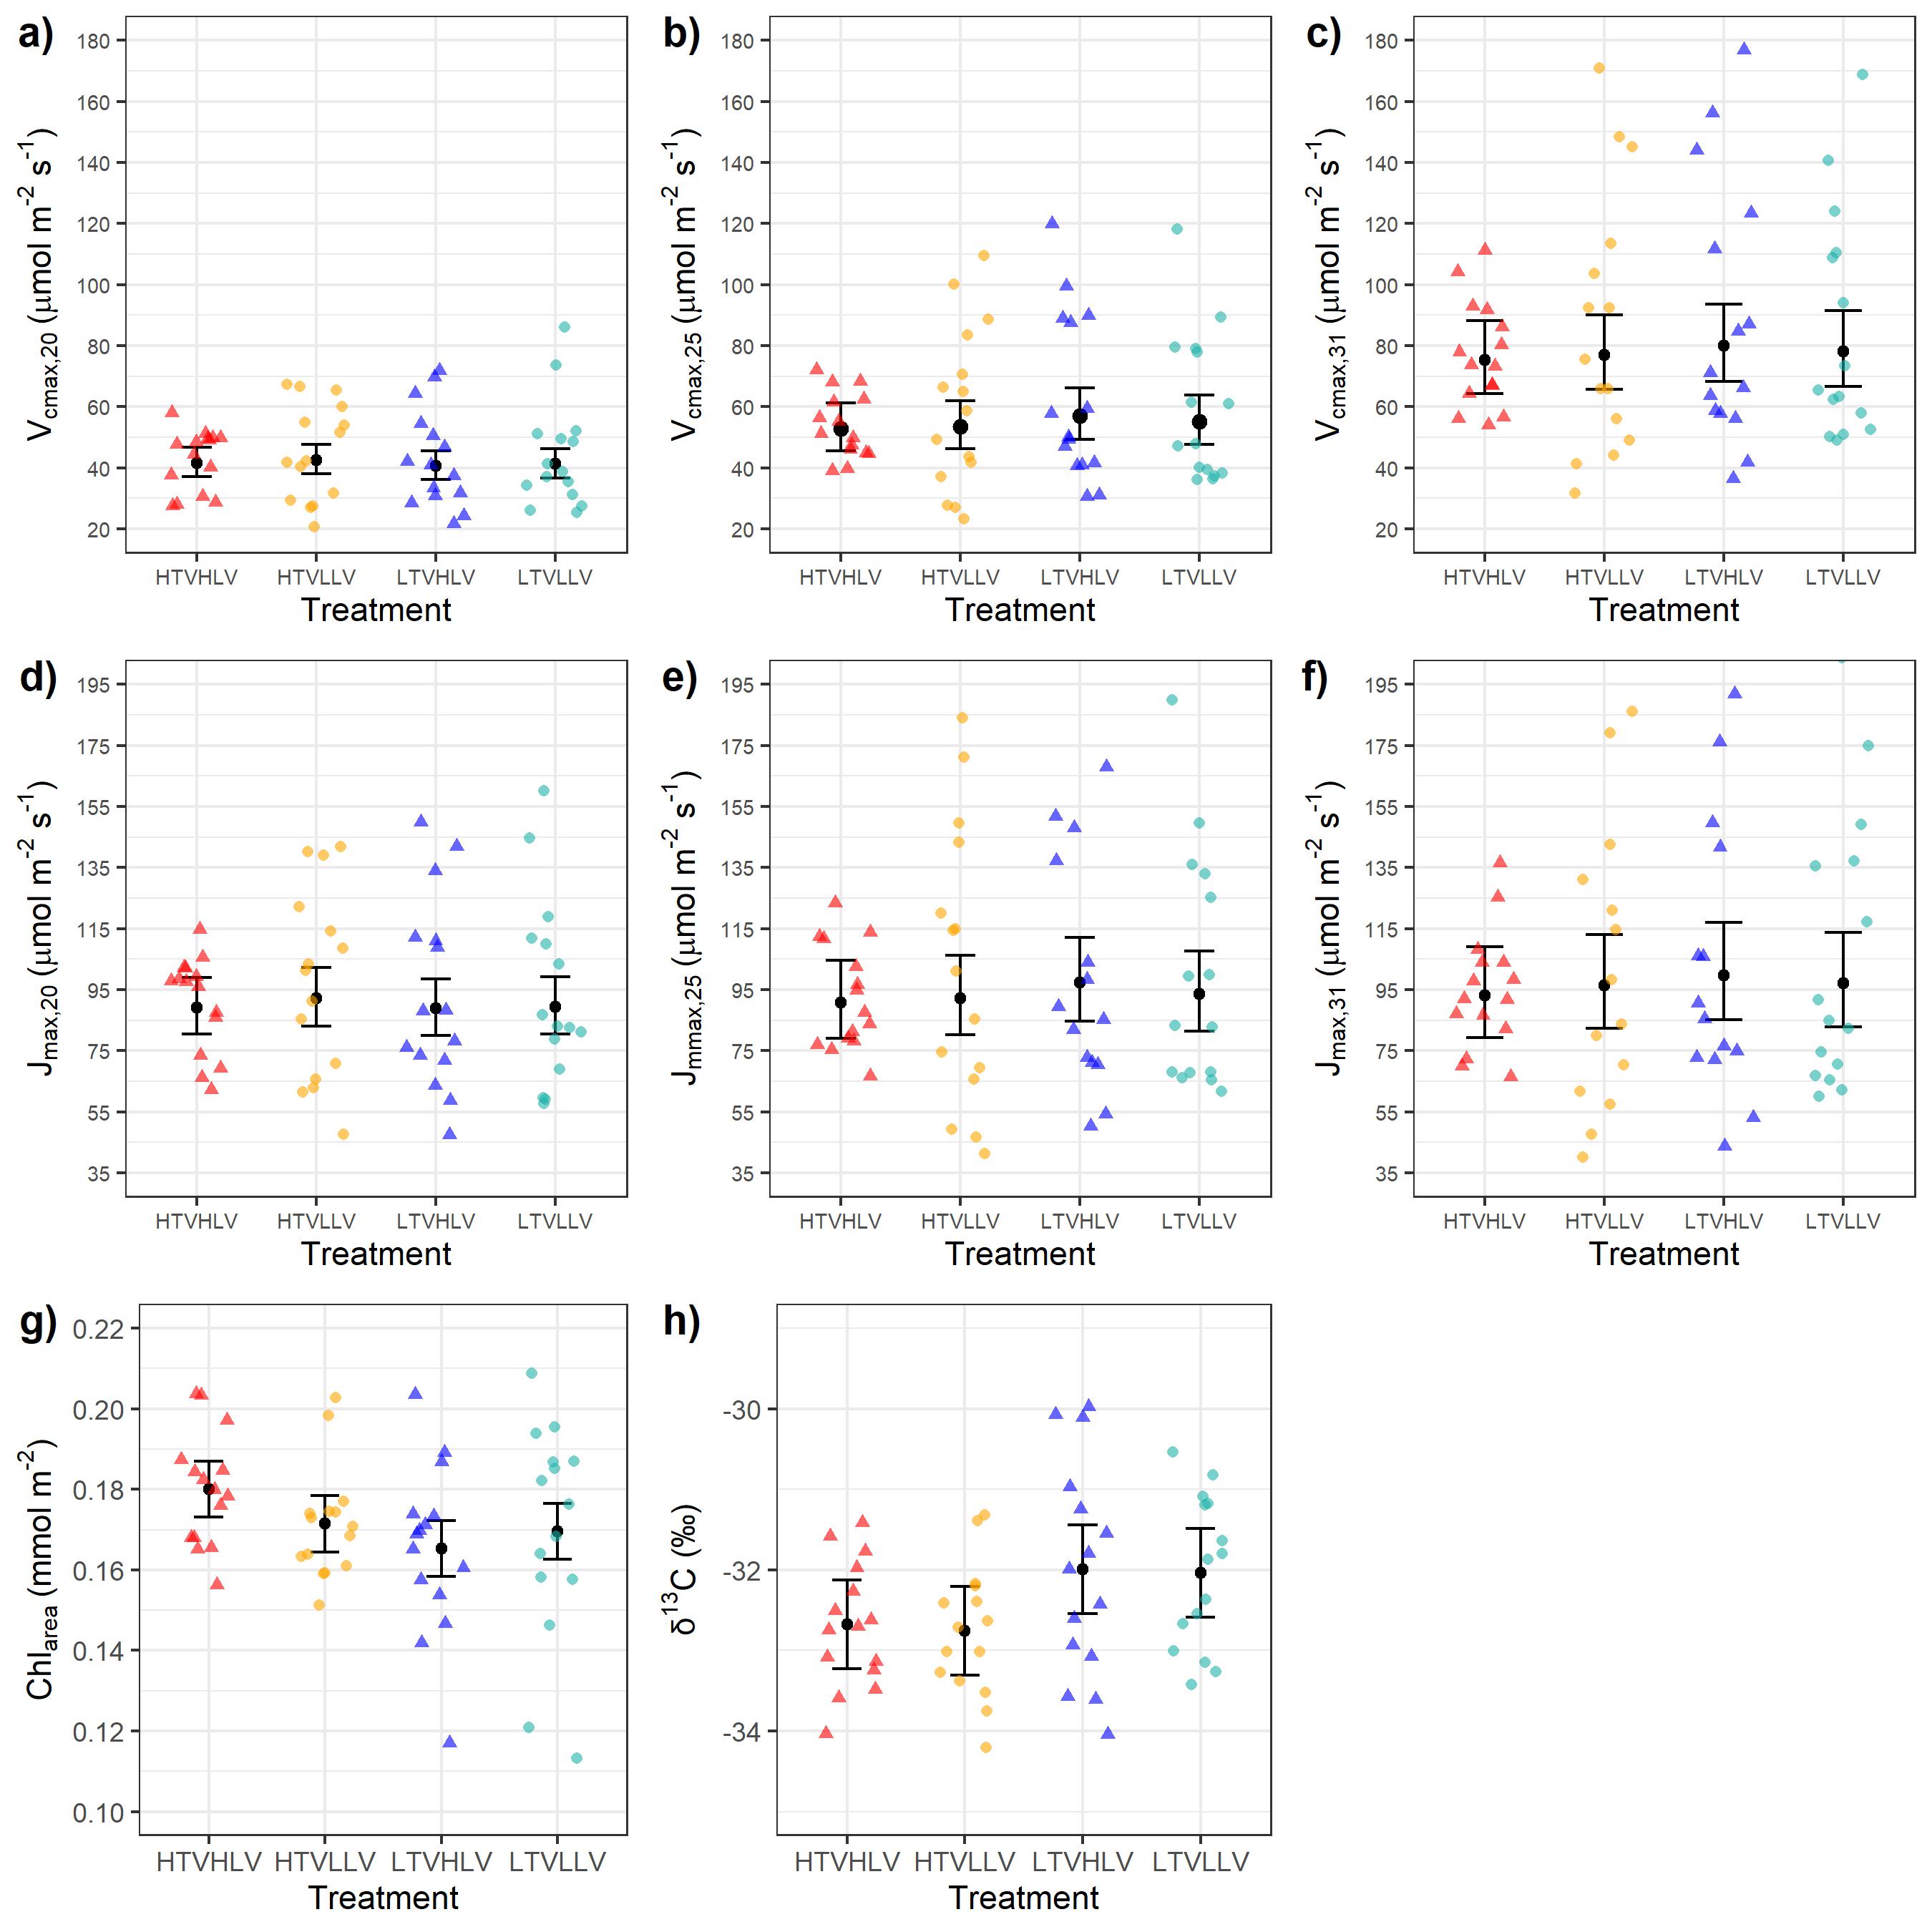 a)
180
160
140
120
100
80
60
40
20
Vcmax,20 (μmol m-2 s-1)
HTVHLV HTVLLV LTVHLV LTVLLV
Treatment
b)
180
160
140
120
100
80
60
40
20
Vcmax,25 (μmol m-2 s-1)
HTVHLV HTVLLV LTVHLV LTVLLV
Treatment
c)
180
160
140
120
100
80
60
40
20
Vcmax,31 (μmol m-2 s-1)
HTVHLV HTVLLV LTVHLV LTVLLV
Treatment
d)
195
175
155
135
115
95
75
55
35
Jmax,20 (μmol m-2 s-1)
HTVHLV HTVLLV LTVHLV LTVLLV
Treatment
e)
195
175
155
135
115
95
75
55
35
Jmmax,25 (μmol m-2 s-1)
HTVHLV HTVLLV LTVHLV LTVLLV
Treatment
f)
195
175
155
135
115
95
75
55
35
Jmax,31 (μmol m-2 s-1)
HTVHLV HTVLLV LTVHLV LTVLLV
Treatment
g)
0.22
0.20
0.18
0.16
0.14
0.12
0.10
Chlarea (mmol m-2)
HTVHLV HTVLLV LTVHLV LTVLLV
Treatment
h)
-30
-32
-34
δ13C (‰)
HTVHLV HTVLLV LTVHLV LTVLLV
Treatment